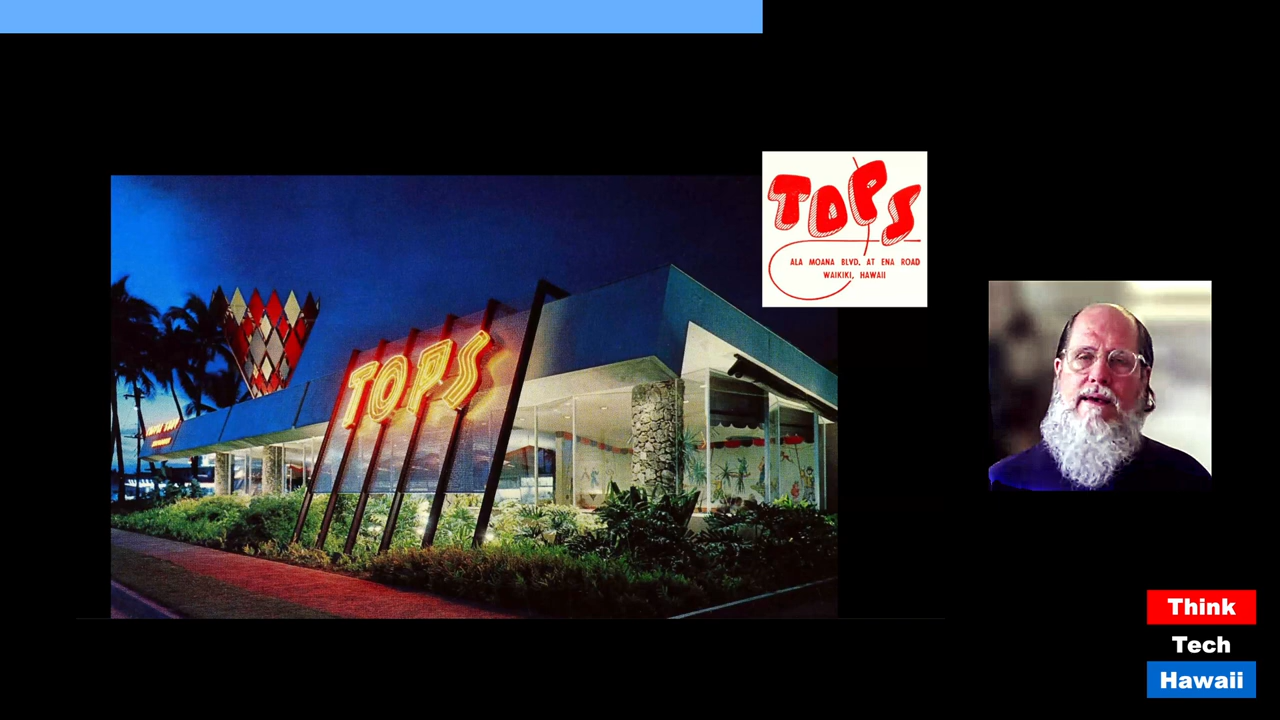 TOPS
ALA MOANA BLVD. AT ENA ROAD
WAIKIKI, HAWAII
TOPS
Think
Tech
Hawaii